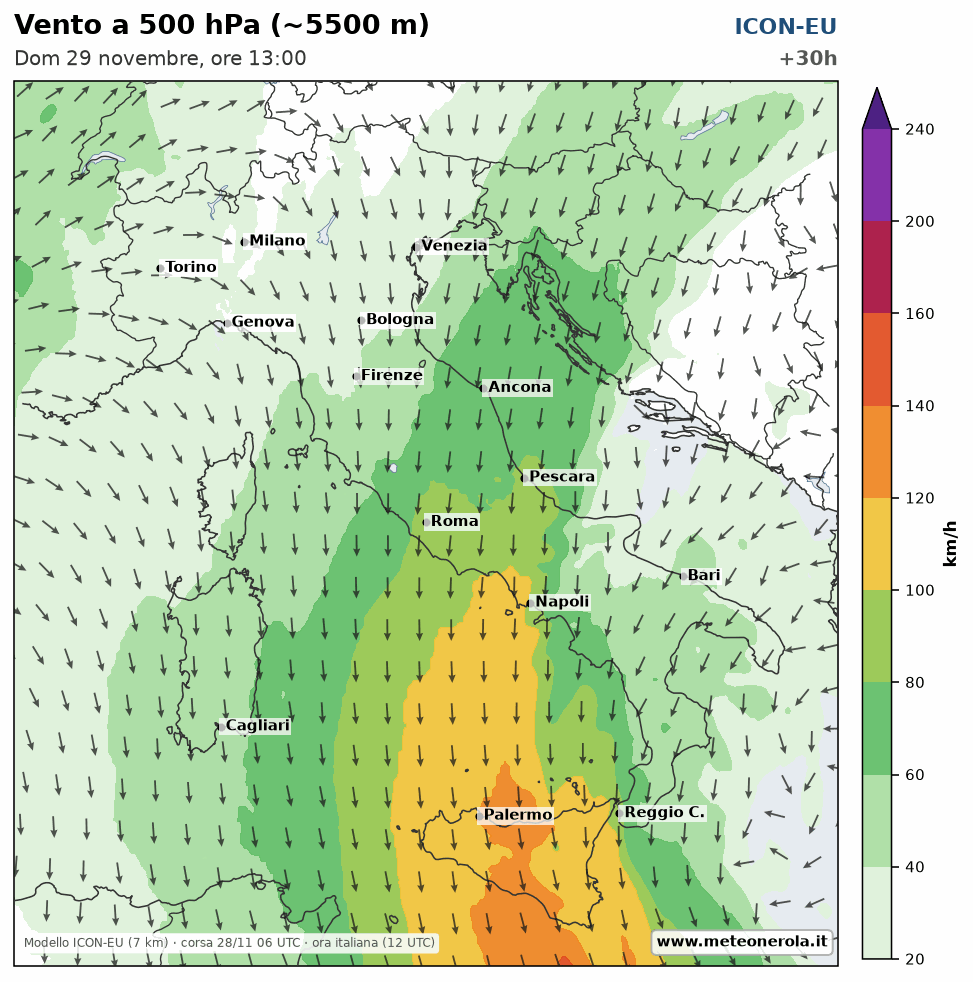 Vento a 500 hPa (~5500 m)
ICON-EU
Dom 29 novembre, ore 13:00
+30h
Milano
Venezia
Torino
Genova
Bologna
Firenze
Ancona
Pescara
Roma
Bari
Napoli
Cagliari
Palermo
Reggio C.
240
200
160
140
120
100
80
60
40
20
km/h
Modello ICON-EU (7 km) · corsa 28/11 06 UTC · ora italiana (12 UTC)
www.meteonerola.it